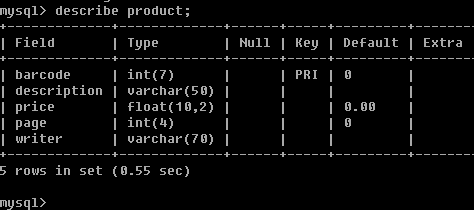 mysql> describe product;
+-------------+-------------+------+-----+---------+-------
| Field       | Type        | Null | Key | Default | Extra
+-------------+-------------+------+-----+---------+-------
| barcode     | int(7)      |      | PRI | 0       |
| description | varchar(50) |      |     |         |
| price       | float(10,2) |      |     | 0.00    |
| page        | int(4)      |      |     | 0       |
| writer      | varchar(70) |      |     |         |
+-------------+-------------+------+-----+---------+-------
5 rows in set (0.55 sec)
mysql>